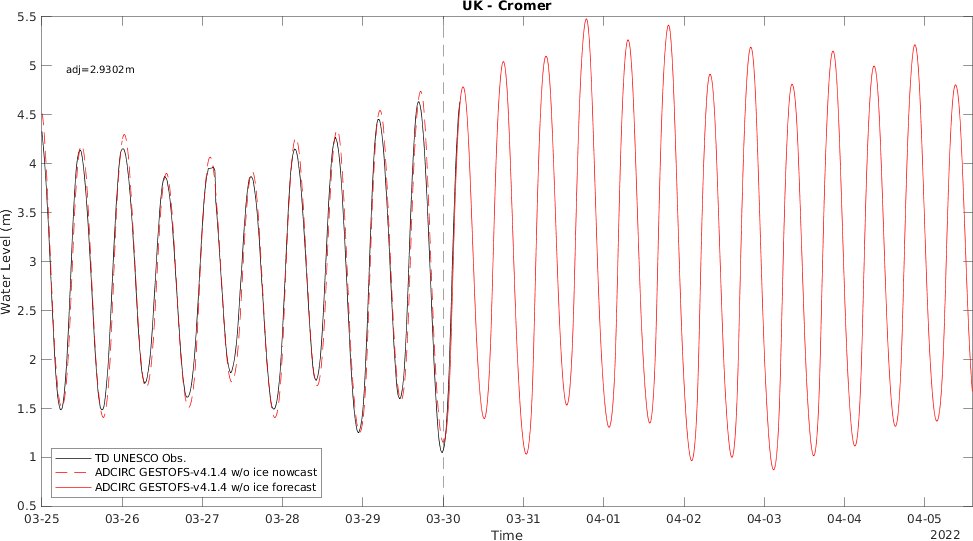 UK - Cromer
5.5
5
4.5
4
3.5
3
2.5
2
1.5
1
0.5
Water Level (m)
adj=2.9302m
TD UNESCO Obs.
ADCIRC GESTOFS-v4.1.4 w/o ice nowcast
ADCIRC GESTOFS-v4.1.4 w/o ice forecast
03-25 03-26 03-27 03-28 03-29 03-30 03-31 04-01 04-02 04-03 04-04 04-05
2022
Time